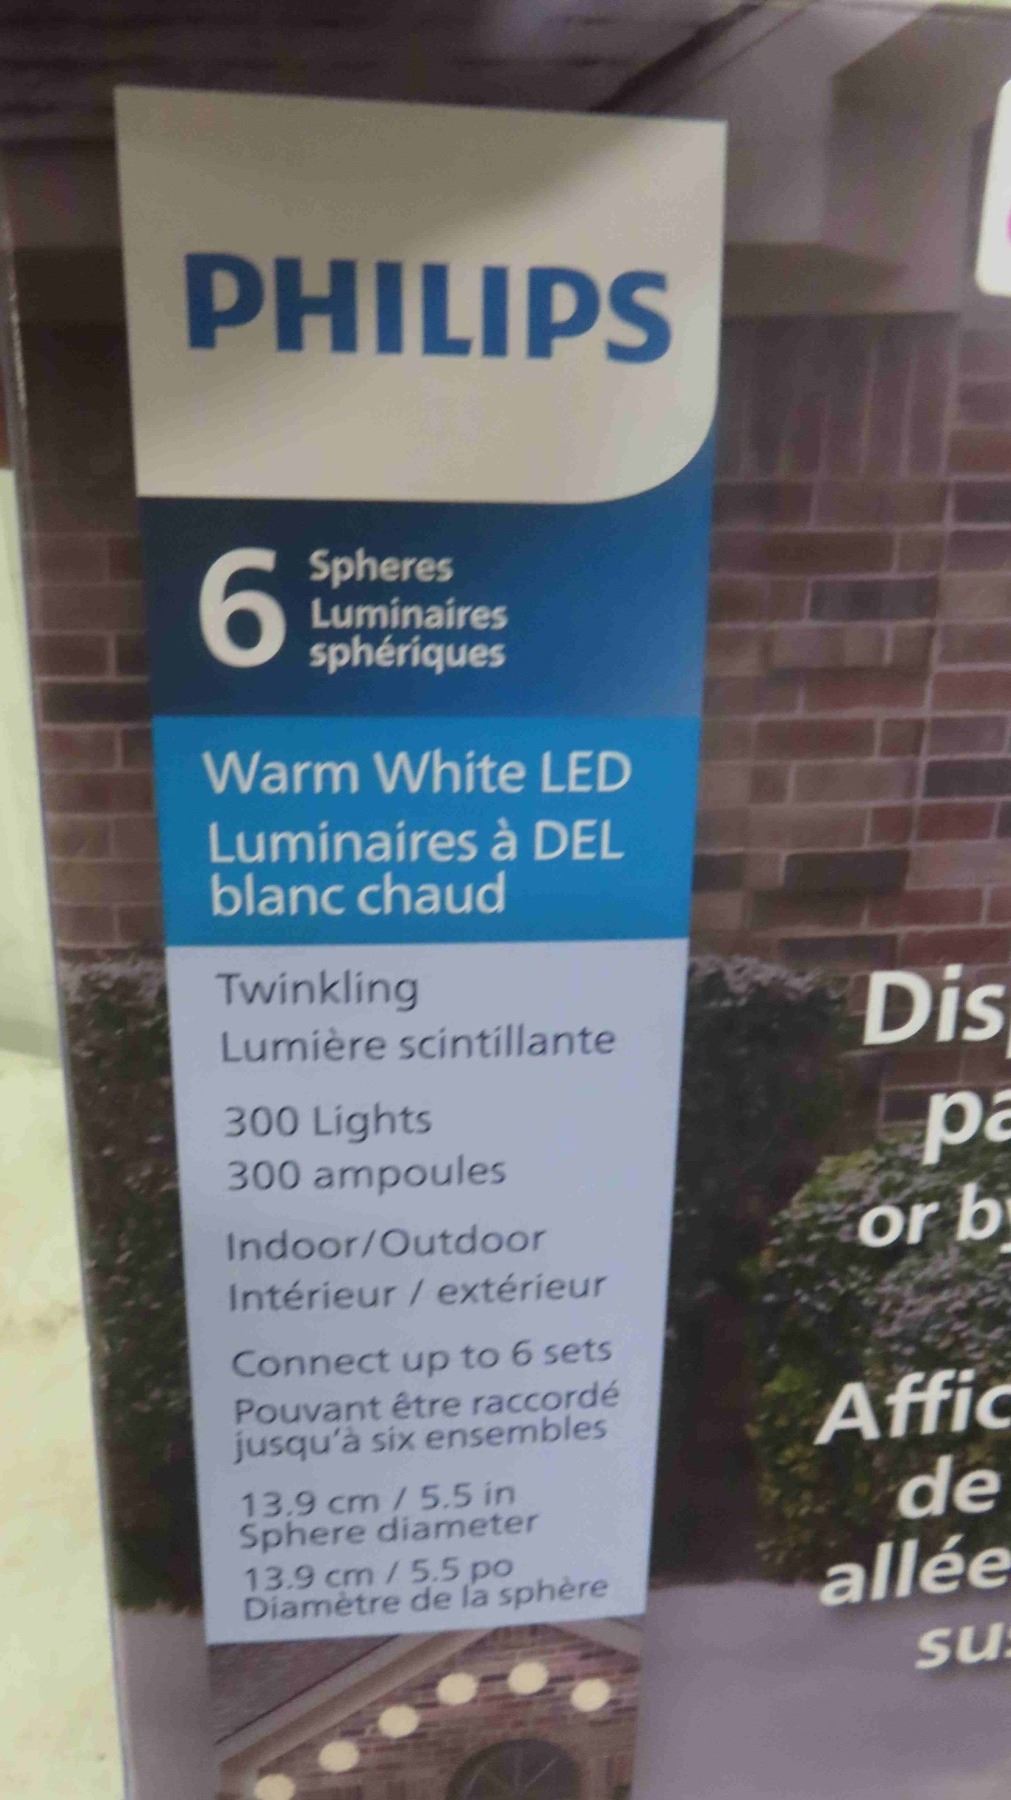 PHILIPS
6
Spheres
Luminaires
sphériques
Warm White LED
Luminaires à DEL
blanc chaud
Twinkling
Lumière scintillante
300 Lights
300 ampoules
Indoor/Outdoor
Intérieur / extérieur
Connect up to 6 sets
Pouvant être raccordé
jusqu'à six ensembles
13.9 cm / 5.5 in
Sphere diameter
13.9 cm / 5.5 po
Diamètre de la sphère
or
de